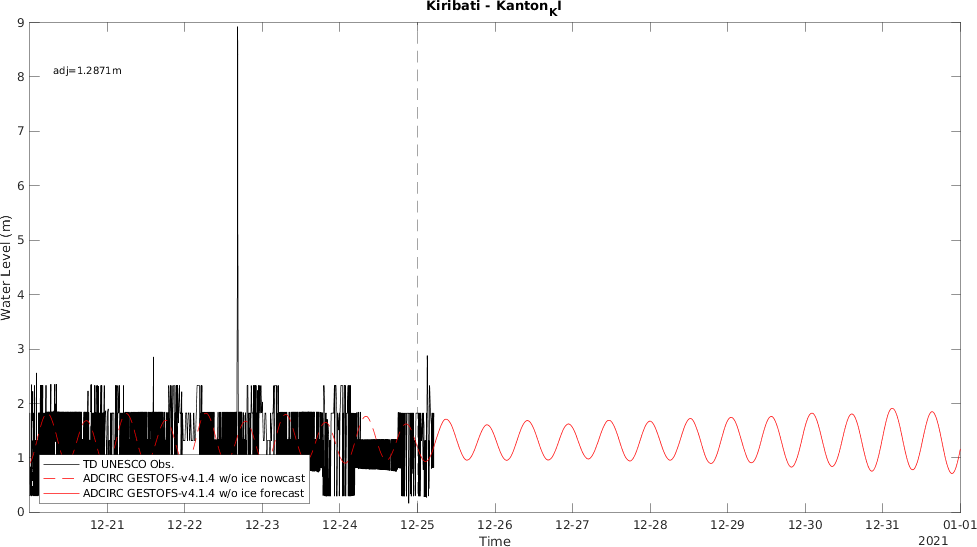 Kiribati - Kanton_KI
adj=1.2871m
Water Level (m)
9
8
7
6
5
4
3
2
1
0
TD UNESCO Obs.
ADCIRC GESTOFS-v4.1.4 w/o ice nowcast
ADCIRC GESTOFS-v4.1.4 w/o ice forecast
12-21 12-22 12-23 12-24 12-25 12-26 12-27 12-28 12-29 12-30 12-31 01-01
Time
2021